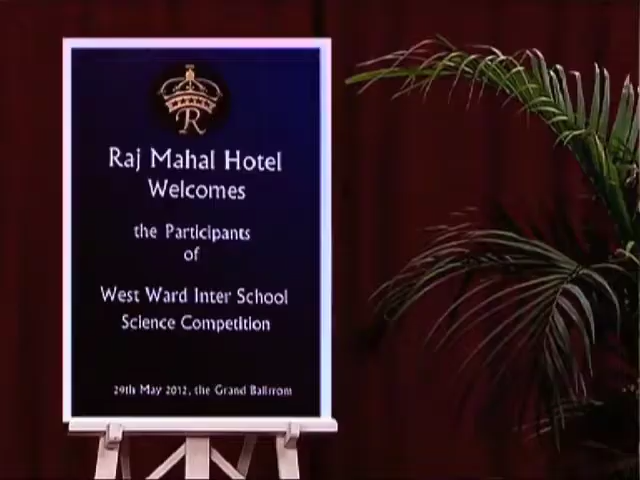 R
Raj Mahal Hotel
Welcomes
the Participants
of
West Ward Inter School
Science Competition
29th May 2012, the Grand Ballroom